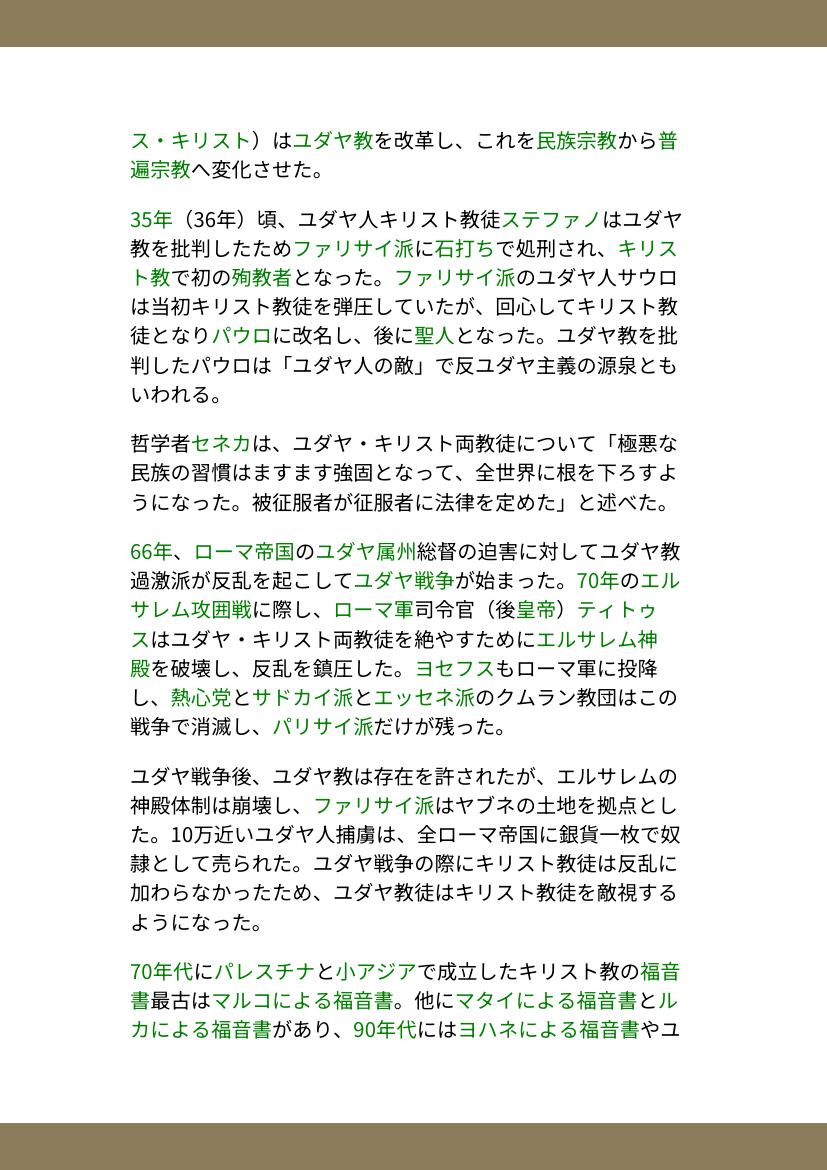 ス・キリスト）はユダヤ教を改革し、これを民族宗教から普
遍宗教へ変化させた。
35年（36年）頃、ユダヤ人キリスト教徒ステファノはユダヤ
教を批判したためファリサイ派に石打ちで処刑され、キリス
ト教で初の殉教者となった。ファリサイ派のユダヤ人サウロ
は当初キリスト教徒を弾圧していたが、回心してキリスト教
徒となりパウロに改名し、後に聖人となった。ユダヤ教を批
判したパウロは「ユダヤ人の敵」で反ユダヤ主義の源泉とも
いわれる。
哲学者セネカは、ユダヤ・キリスト両教徒について「極悪な
民族の習慣はますます強固となって、全世界に根を下ろすよ
うになった。被征服者が征服者に法律を定めた」と述べた。
66年、ローマ帝国のユダヤ属州総督の迫害に対してユダヤ教
過激派が反乱を起こしてユダヤ戦争が始まった。70年のエル
サレム攻囲戦に際し、ローマ軍司令官（後皇帝）ティトゥ
スはユダヤ・キリスト両教徒を絶やすためにエルサレム神
殿を破壊し、反乱を鎮圧した。ヨセフスもローマ軍に投降
し、熱心党とサドカイ派とエッセネ派のクムラン教団はこの
戦争で消滅し、パリサイ派だけが残った。
ユダヤ戦争後、ユダヤ教は存在を許されたが、エルサレムの
神殿体制は崩壊し、ファリサイ派はヤブネの土地を拠点とし
た。10万近いユダヤ人捕虜は、全ローマ帝国に銀貨一枚で奴
隷として売られた。ユダヤ戦争の際にキリスト教徒は反乱に
加わらなかったため、ユダヤ教徒はキリスト教徒を敵視する
ようになった。
70年代にパレスチナと小アジアで成立したキリスト教の福音
書最古はマルコによる福音書。他にマタイによる福音書とル
カによる福音書があり、90年代にはヨハネによる福音書やユ